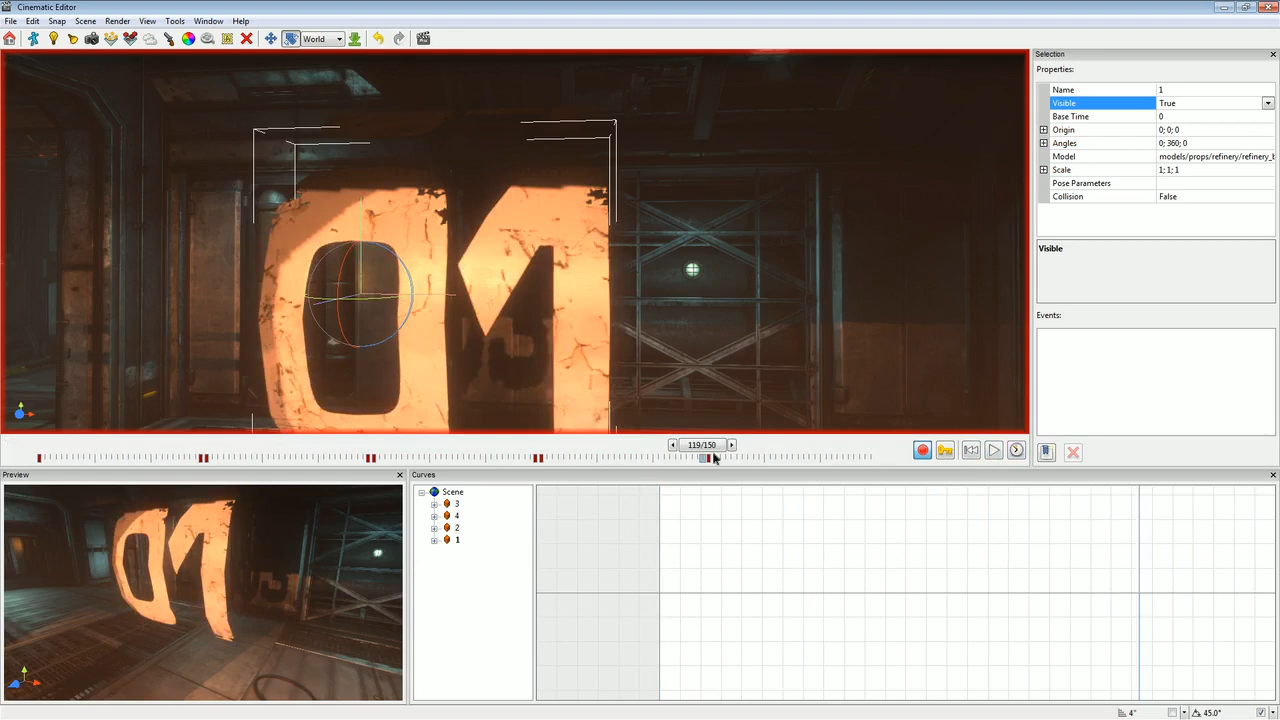 Cinematic Editor
File Edit Snap Scene Render View Tools Window Help
World
Selection
Properties:
Name 1
Visible True
Base Time 0
Origin 0; 0; 0
Angles 0; 360; 0
Model models/props/refinery/refinery_
Scale 1; 1; 1
Pose Parameters
Collision False
Visible
Events:
01
119/150
Preview
Curves
01
Scene
3
4
2
1
4"
45.0°